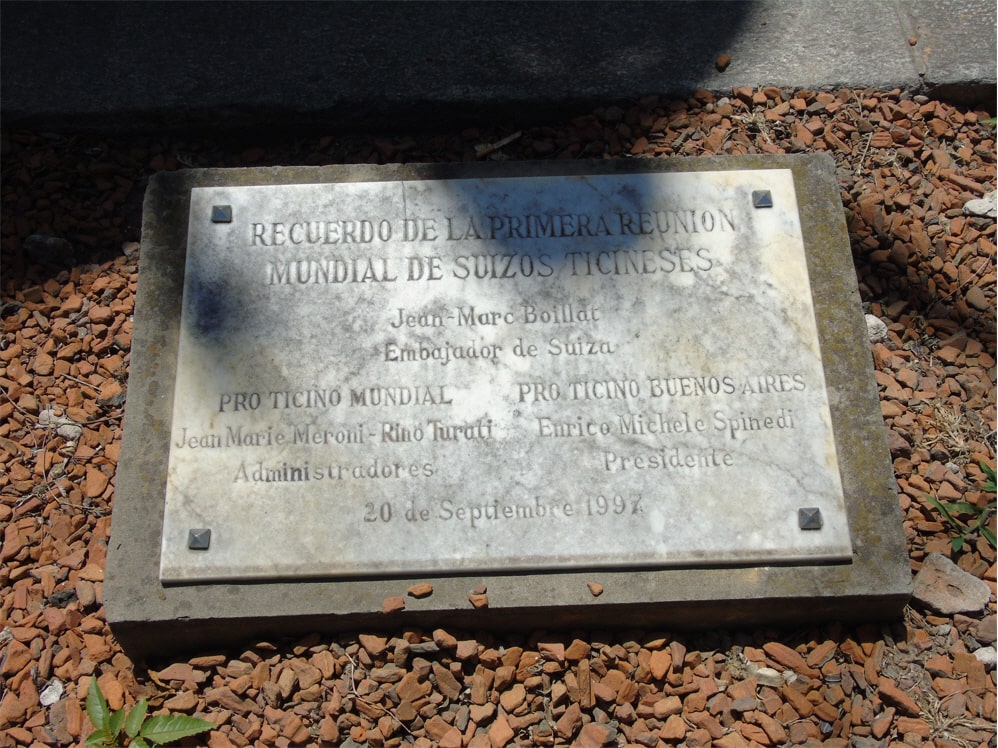 RECUERDO DE LA PRIMERA REUNION
MUNDIAL DE SUIZOS TICINESES
Jean-Marc Boillat
Embajador de Suiza
PRO TICINO MUNDIAL
Jean Marie Meroni - Rino Turati
Administradores
PRO TICINO BUENOS AIRES
Enrico Michele Spinedi
Presidente
20 de Septiembre 1997